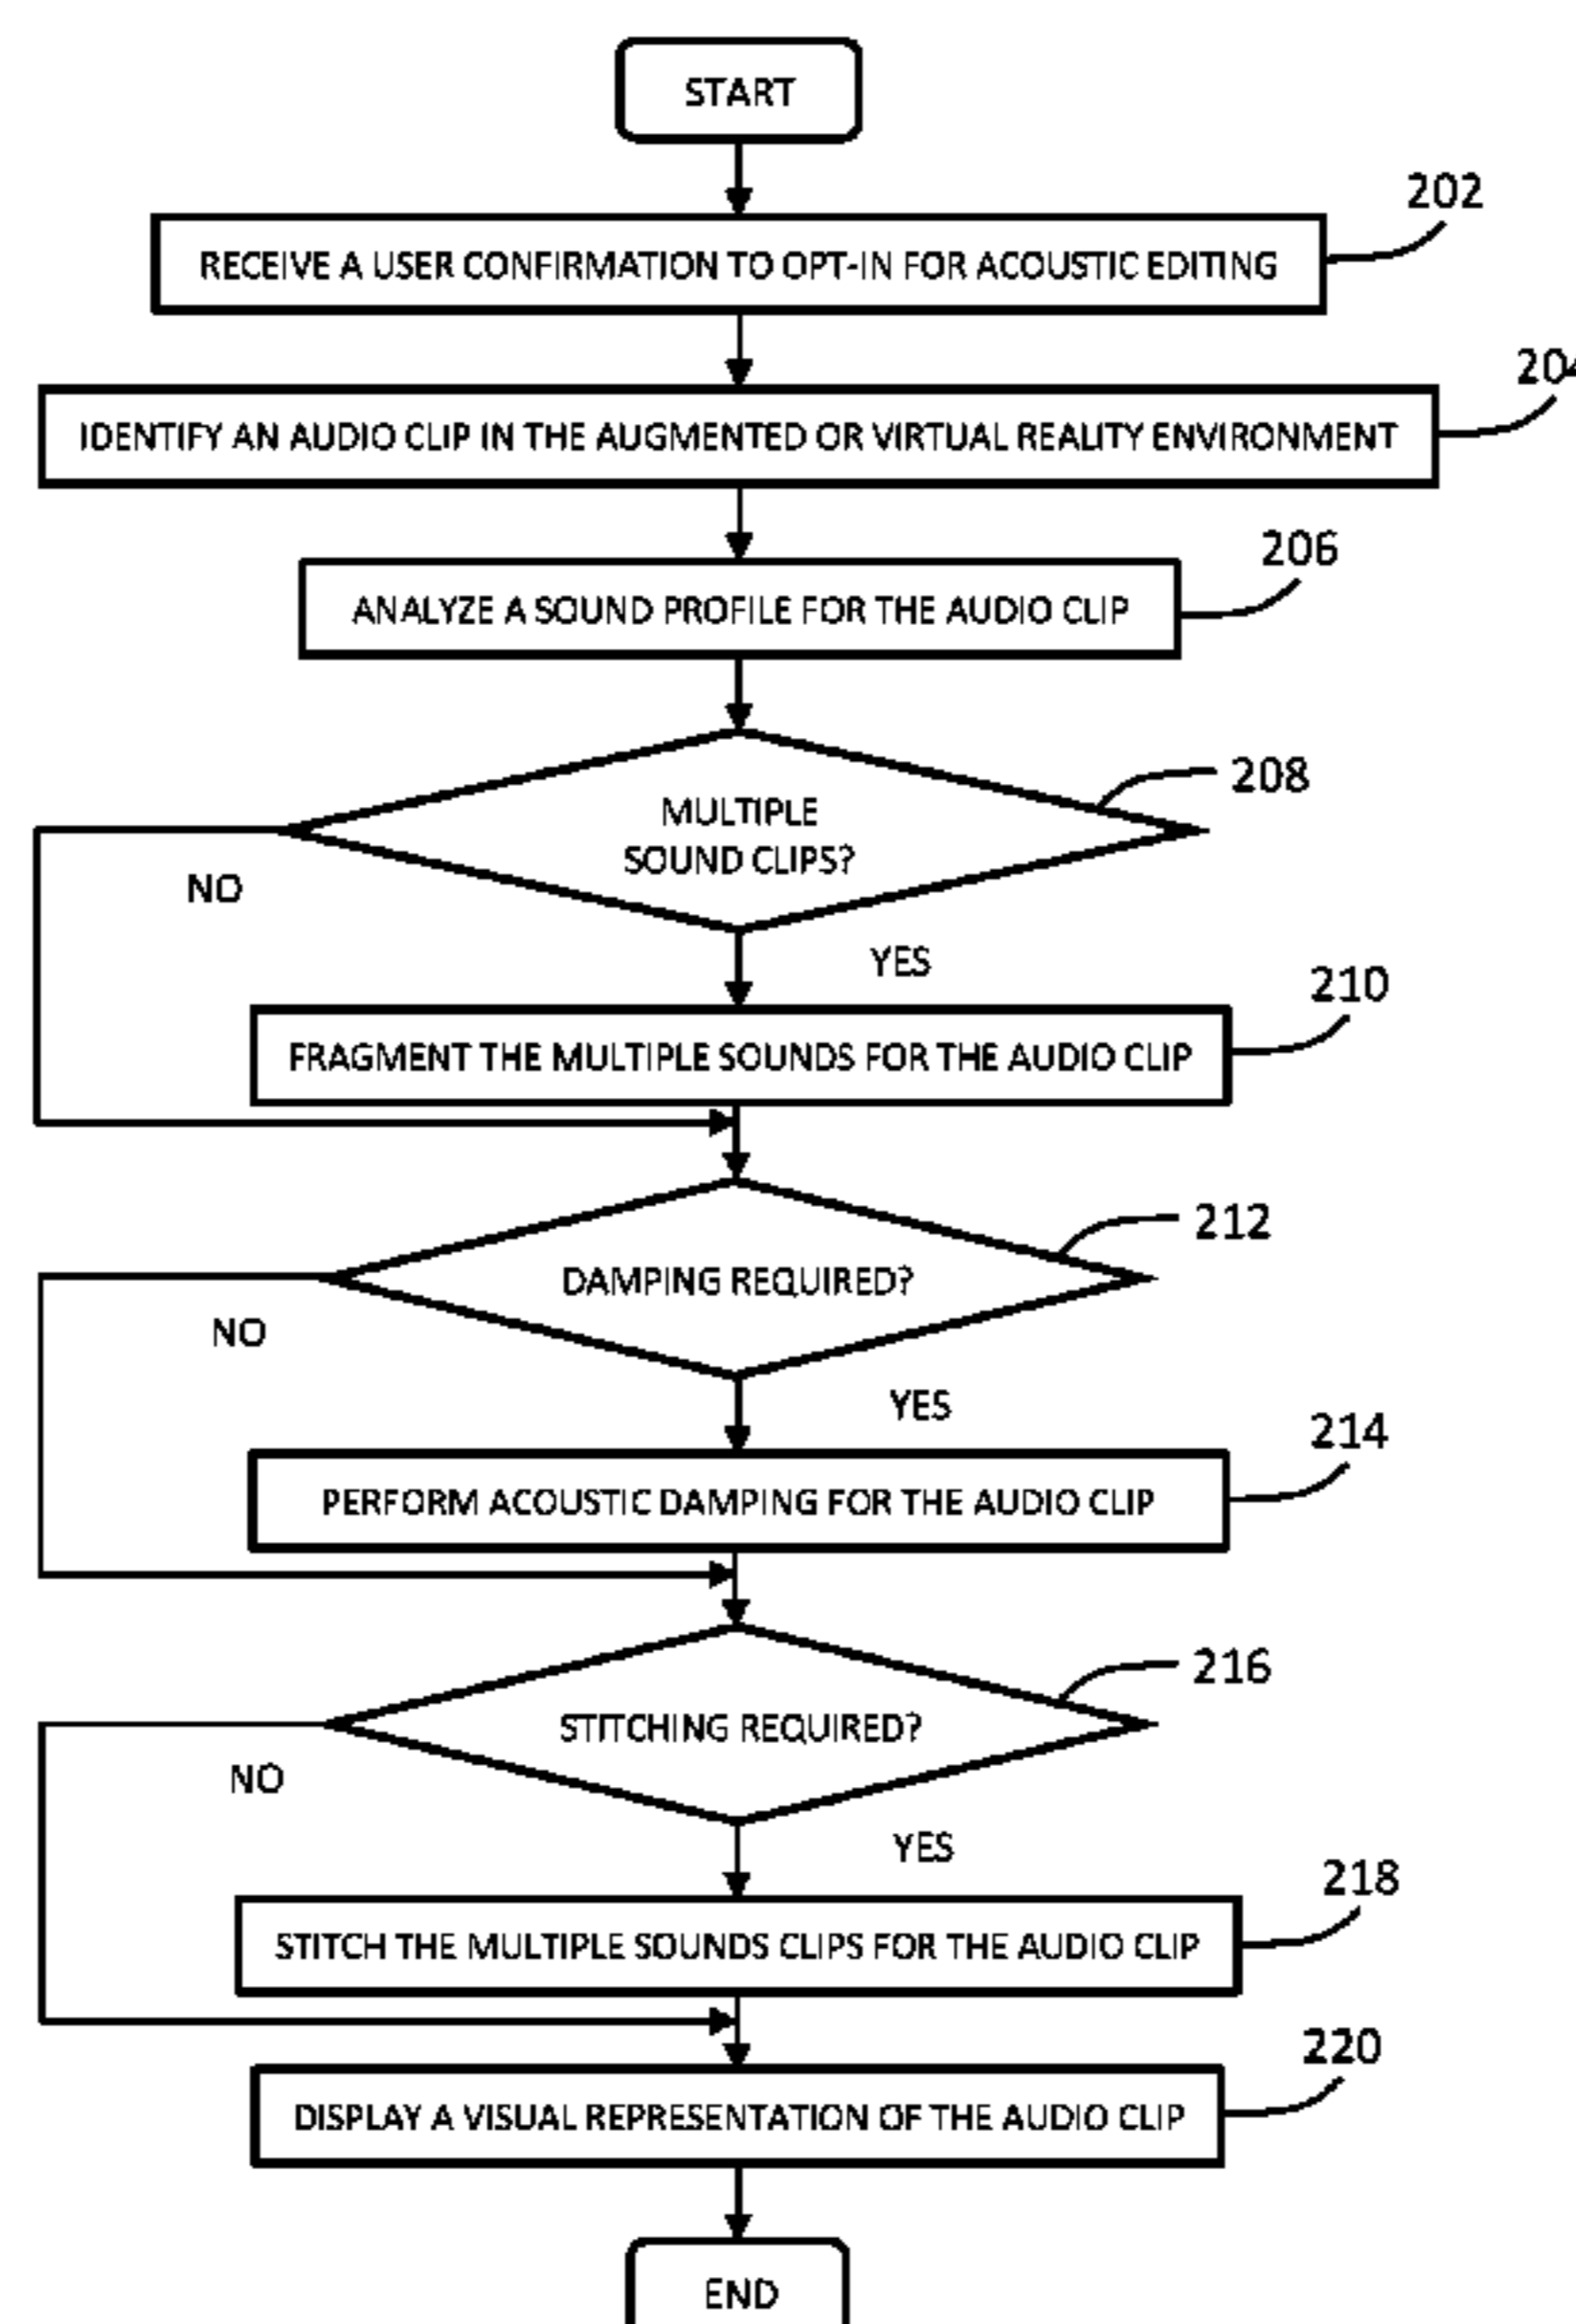 START
202
RECEIVE A USER CONFIRMATION TO OPT-IN FOR ACOUSTIC EDITING
204
IDENTIFY AN AUDIO CLIP IN THE AUGMENTED OR VIRTUAL REALITY ENVIRONMENT
206
ANALYZE A SOUND PROFILE FOR THE AUDIO CLIP
208
MULTIPLE
SOUND CLIPS?
NO
YES
210
FRAGMENT THE MULTIPLE SOUNDS FOR THE AUDIO CLIP
212
DAMPING REQUIRED?
NO
YES
214
PERFORM ACOUSTIC DAMPING FOR THE AUDIO CLIP
216
STITCHING REQUIRED?
NO
YES
218
STITCH THE MULTIPLE SOUNDS CLIPS FOR THE AUDIO CLIP
220
DISPLAY A VISUAL REPRESENTATION OF THE AUDIO CLIP
END